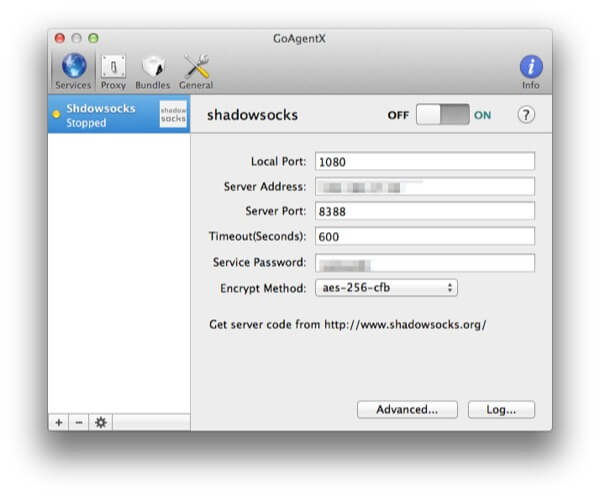 GoAgentX
Services Proxy Bundles General Info
Shdowsocks
Stopped
shadow
socks
shadowsocks OFF ON ?
Local Port: 1080
Server Address:
Server Port: 8388
Timeout(Seconds): 600
Service Password:
Encrypt Method: aes-256-cfb
Get server code from http://www.shadowsocks.org/
Advanced... Log...